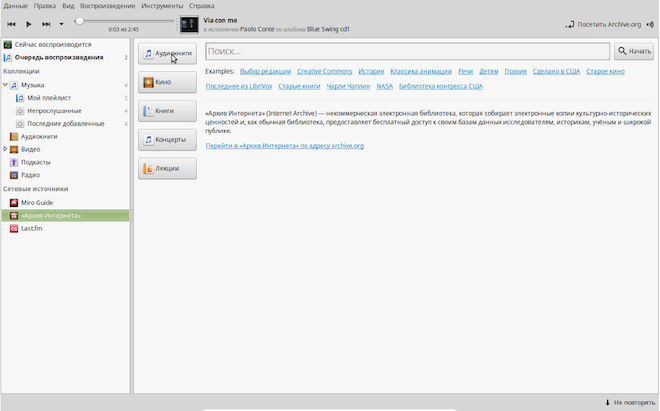 Данные Правка Вид Воспроизведение Инструменты Справка
Via con me
в исполнении Paolo Conte из альбома Blue Swing cd1
0:03 из 2:45
Посетить Archive.org
Сейчас воспроизводится
Очередь воспроизведения 2
Коллекции
Музыка 4
Мой плейлист 2
Непрослушанные 4
Последние добавленные 4
Аудиокниги
Видео
Подкасты
Радио
Сетевые источники
Miro Guide
«Архив Интернета»
Last.fm
Аудиокниги
Кино
Книги
Концерты
Лекции
Поиск...
Начать
Examples: Выбор редакции Creative Commons История Классика анимации Речи Детям Поэзия Сделано в США Старое кино
Последнее из LibriVox Старые книги Чарли Чаплин NASA Библиотека конгресса США
«Архив Интернета» (Internet Archive) — некоммерческая электронная библиотека, которая собирает электронные копии культурно-исторических
ценностей и, как обычная библиотека, предоставляет бесплатный доступ к своим базам данных исследователям, историкам, учёным и широкой
публике.
Перейти в «Архив Интернета» по адресу archive.org
Не повторять